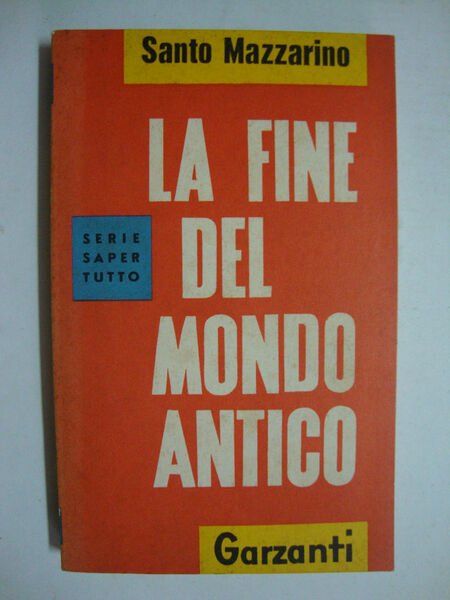 Santo Mazzarino
LA FINE
DEL
MONDO
ANTICO
SERIE
SAPER
TUTTO
Garzanti